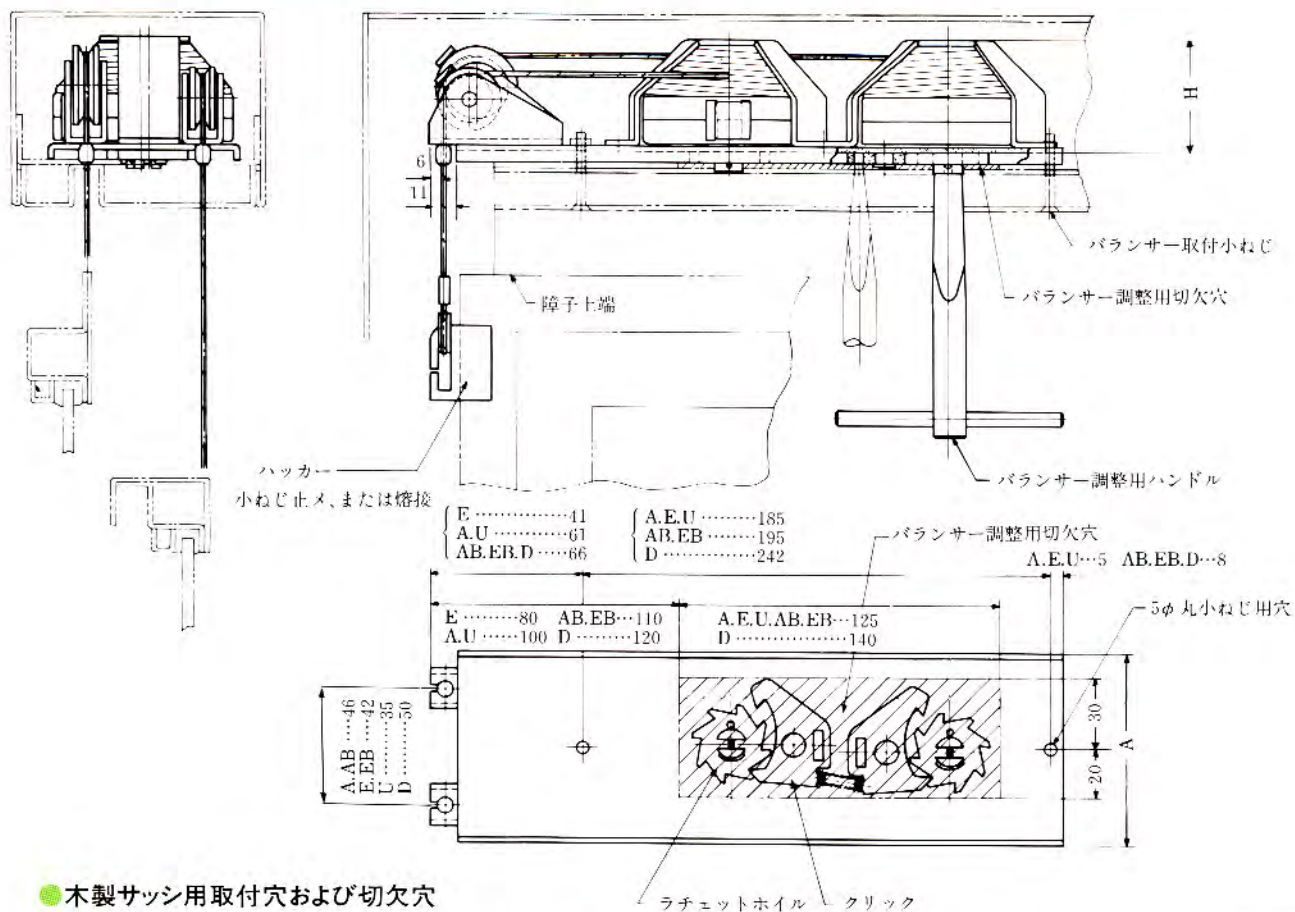 H
6
11
バランサー取付小ねじ
障子上端
バランサー調整用切欠穴
ハッカー
小ねじ止メ、または熔接
バランサー調整用ハンドル
E ············41
A.U ·········61
AB.EB.D ·····66
A.E.U ········185
AB.EB ·······195
D ·············242
バランサー調整用切欠穴
A.E.U···5 AB.EB.D···8
5φ 丸小ねじ用穴
E ·········80 AB.EB···110
A.U ······100 D ·········120
A.E.U.AB.EB···125
D ················140
A.AB ····46
E.EB ····42
U ·········35
D ·········50
30
20
A
ラチェットホイル
クリック
●木製サッシ用取付穴および切欠穴